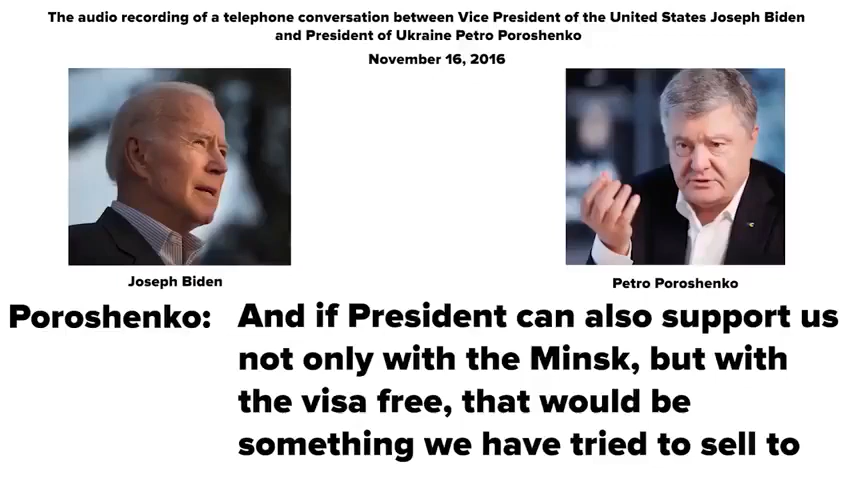 The audio recording of a telephone conversation between Vice President of the United States Joseph Biden
and President of Ukraine Petro Poroshenko
November 16, 2016
Joseph Biden
Petro Poroshenko
Poroshenko: And if President can also support us
not only with the Minsk, but with
the visa free, that would be
something we have tried to sell to